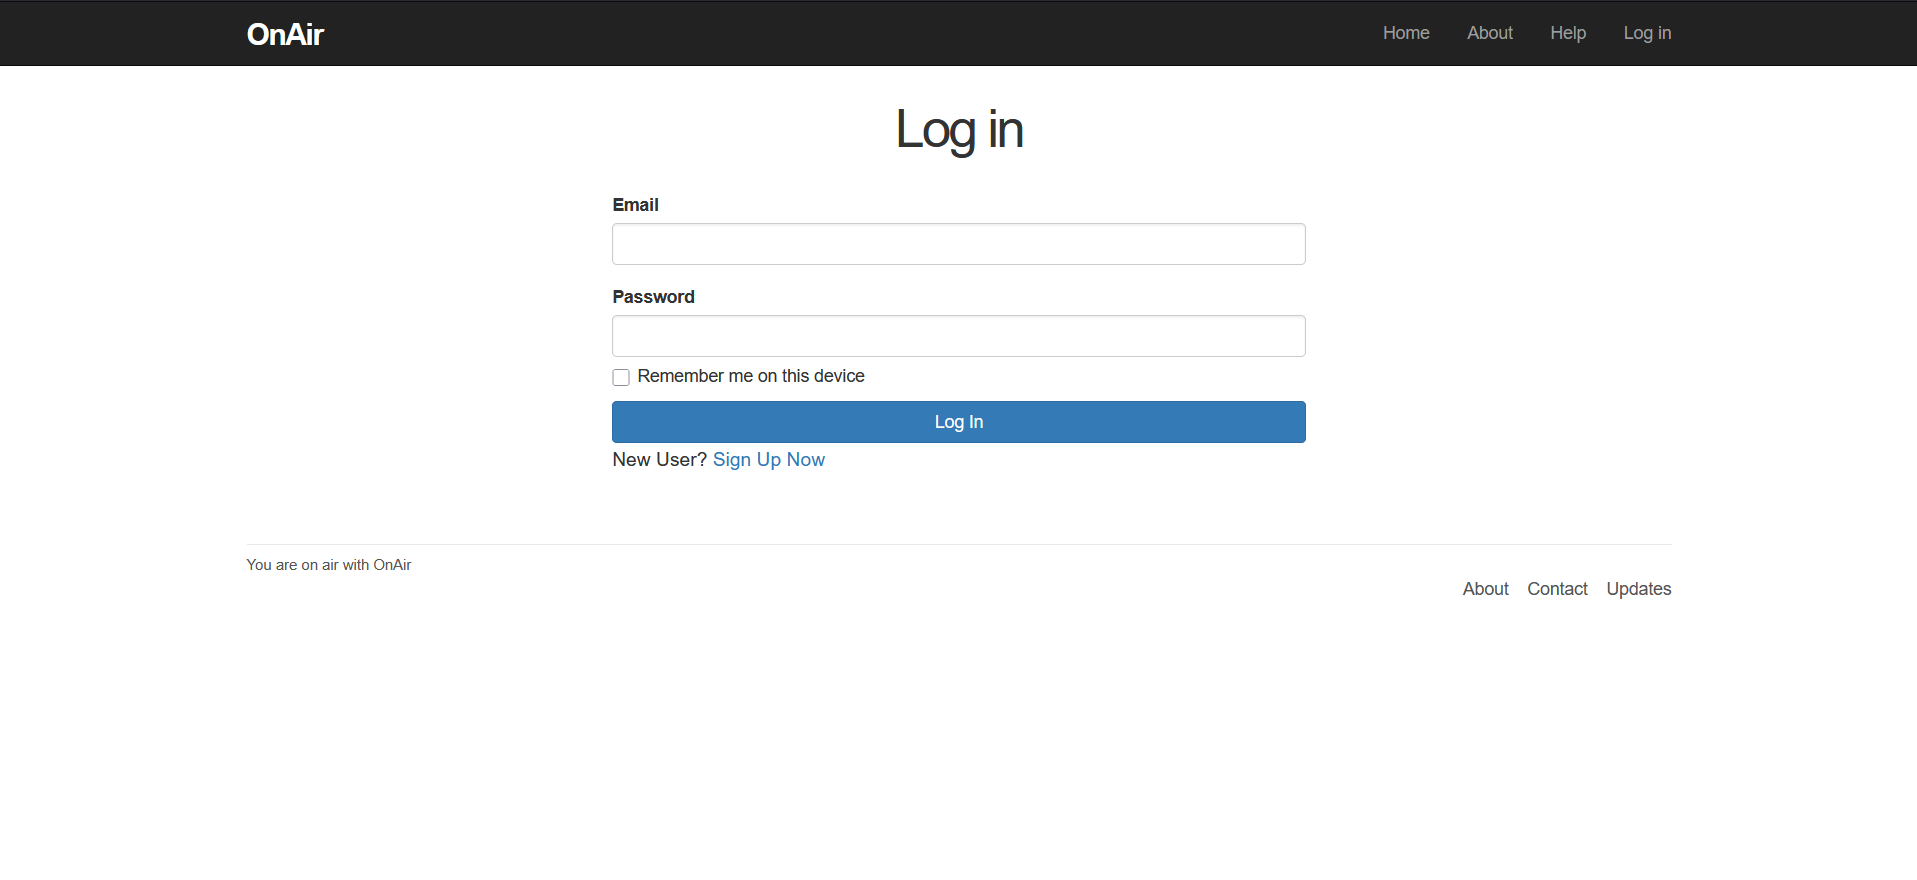 OnAir Home About Help Log in
Log in
Email
Password
Remember me on this device
Log In
New User? Sign Up Now
You are on air with OnAir
About Contact Updates